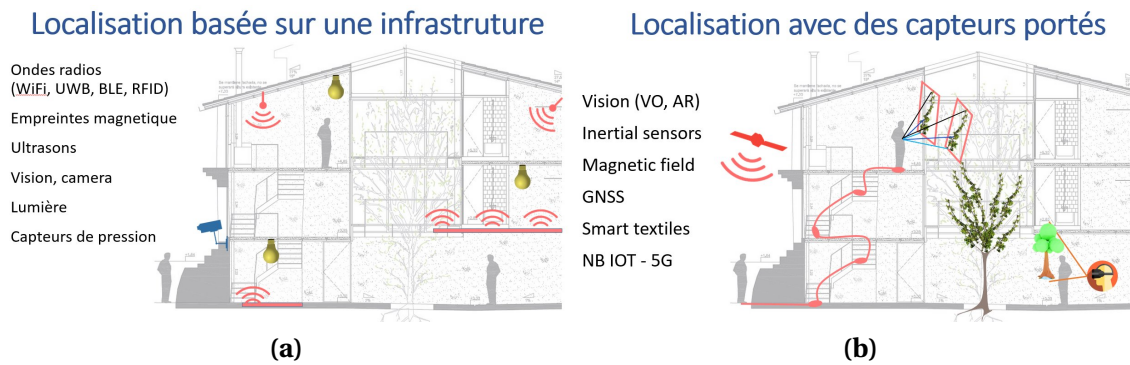 Localisation basée sur une infrastruture
Ondes radios
(WiFi, UWB, BLE, RFID)
Empreintes magnetique
Ultrasons
Vision, camera
Lumière
Capteurs de pression
(a)
Localisation avec des capteurs portés
Vision (VO, AR)
Inertial sensors
Magnetic field
GNSS
Smart textiles
NB IOT - 5G
(b)